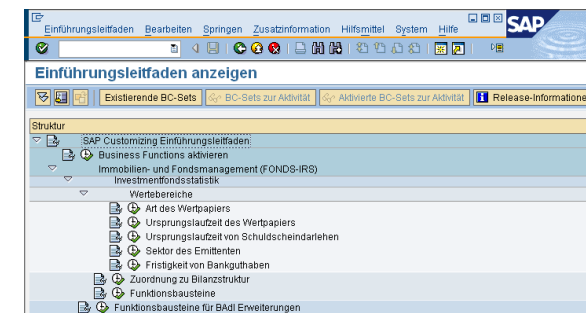 Einführungsleitfaden Bearbeiten Springen Zusatzinformation Hilfsmittel System Hilfe
SAP
Einführungsleitfaden anzeigen
Existierende BC-Sets BC-Sets zur Aktivität Aktivierte BC-Sets zur Aktivität Release-Informatione
Struktur
SAP Customizing Einführungsleitfaden
Business Functions aktivieren
Immobilien- und Fondsmanagement (FONDS-IRS)
Investmentfondsstatistik
Wertebereiche
Art des Wertpapiers
Ursprungslaufzeit des Wertpapiers
Ursprungslaufzeit von Schuldscheindarlehen
Sektor des Emittenten
Fristigkeit von Bankguthaben
Zuordnung zu Bilanzstruktur
Funktionsbausteine
Funktionsbausteine für BAdI Erweiterungen